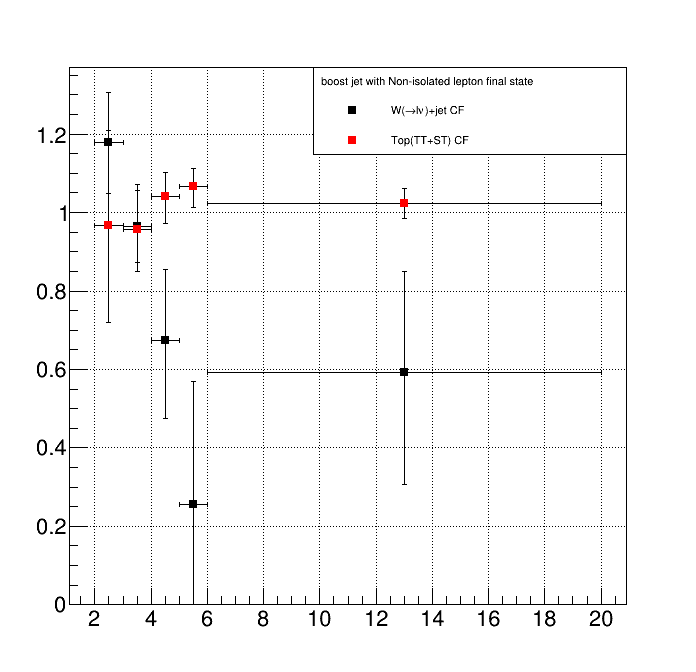 boost jet with Non-isolated lepton final state
W(→lν)+jet CF
Top(TT+ST) CF
1.2
1
0.8
0.6
0.4
0.2
0
2 4 6 8 10 12 14 16 18 20